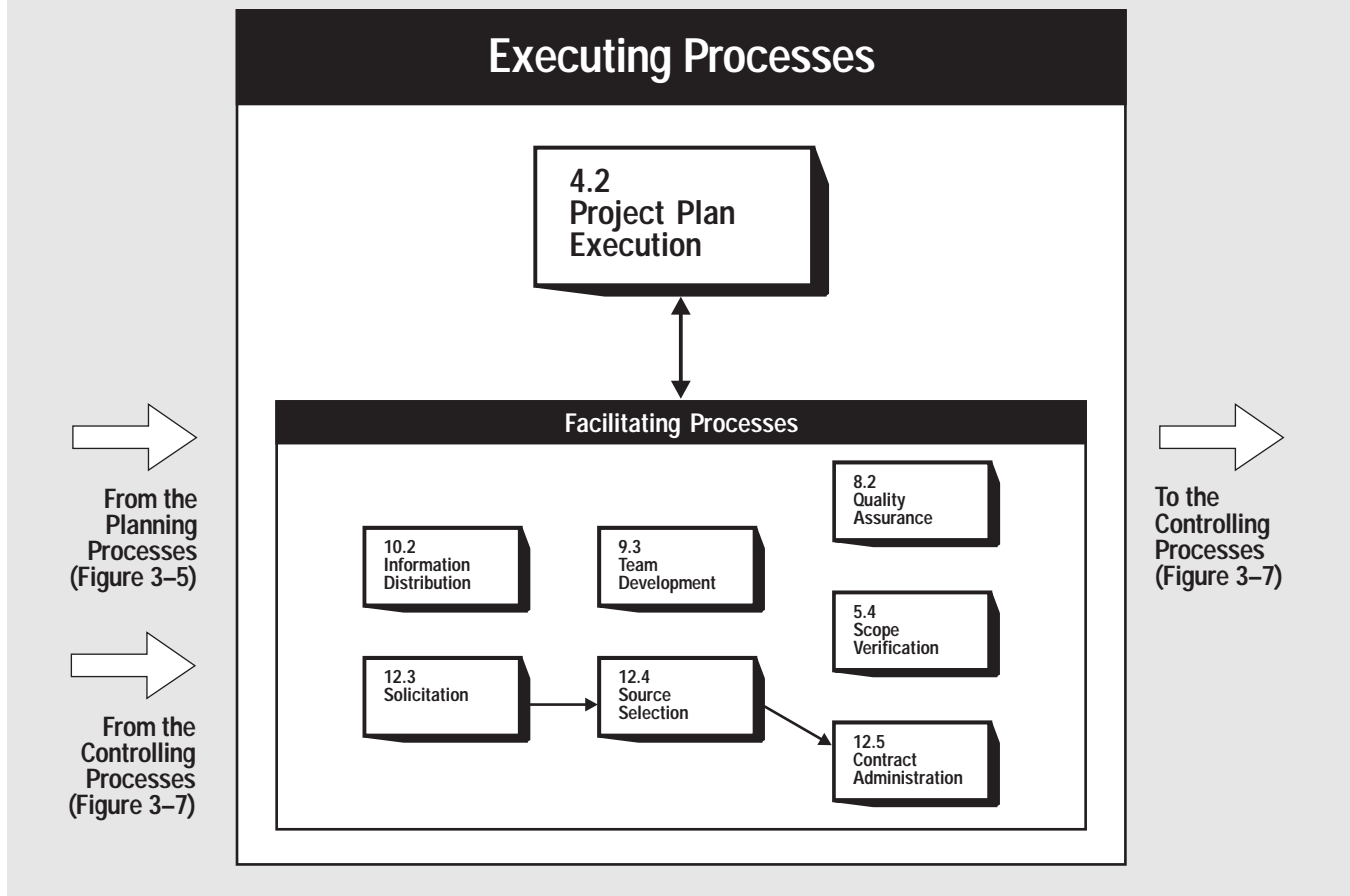 Executing Processes
4.2
Project Plan
Execution
Facilitating Processes
From the
Planning
Processes
(Figure 3–5)
From the
Controlling
Processes
(Figure 3–7)
10.2
Information
Distribution
9.3
Team
Development
8.2
Quality
Assurance
5.4
Scope
Verification
12.3
Solicitation
12.4
Source
Selection
12.5
Contract
Administration
To the
Controlling
Processes
(Figure 3–7)